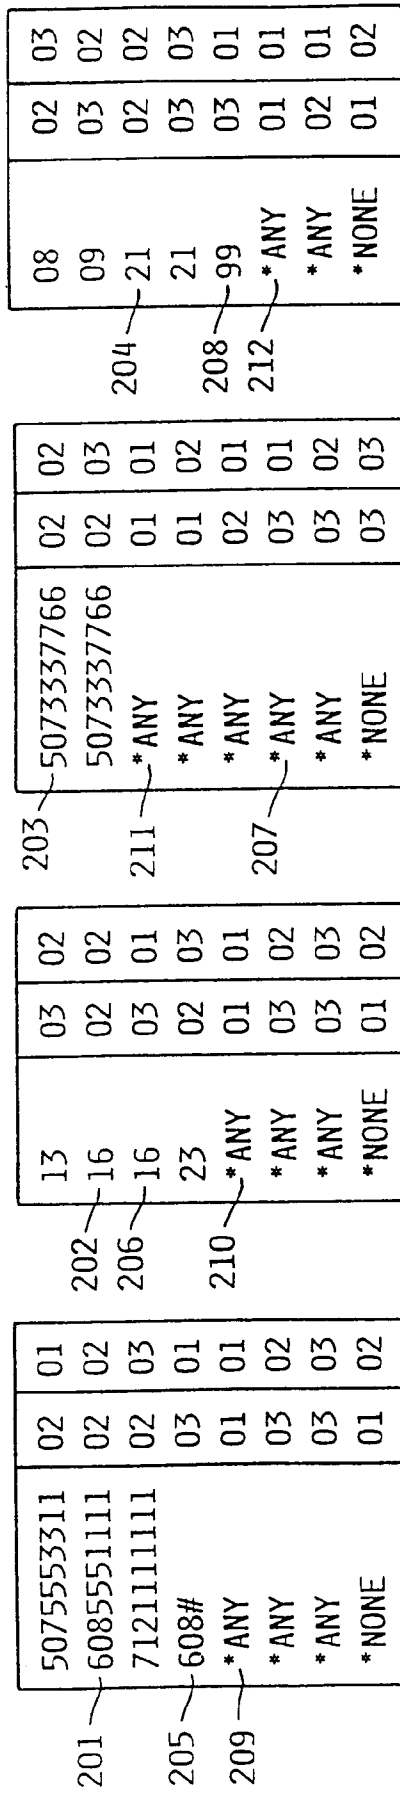 5075553311 02 01
201 6085551111 02 02
7121111111 02 03
205 608# 03 01
209 *ANY 01 01
*ANY 03 02
*ANY 03 03
*NONE 01 02
13 03 02
202 16 02 02
206 16 03 01
23 02 03
210 *ANY 01 01
*ANY 03 02
*ANY 03 03
*NONE 01 02
203 5073337766 02 02
5073337766 02 03
211 *ANY 01 01
*ANY 01 02
*ANY 02 01
207 *ANY 03 01
*ANY 03 02
*NONE 03 03
08 02 03
09 03 02
204 21 02 02
21 03 03
208 99 03 01
212 *ANY 01 01
*ANY 02 01
*NONE 01 02